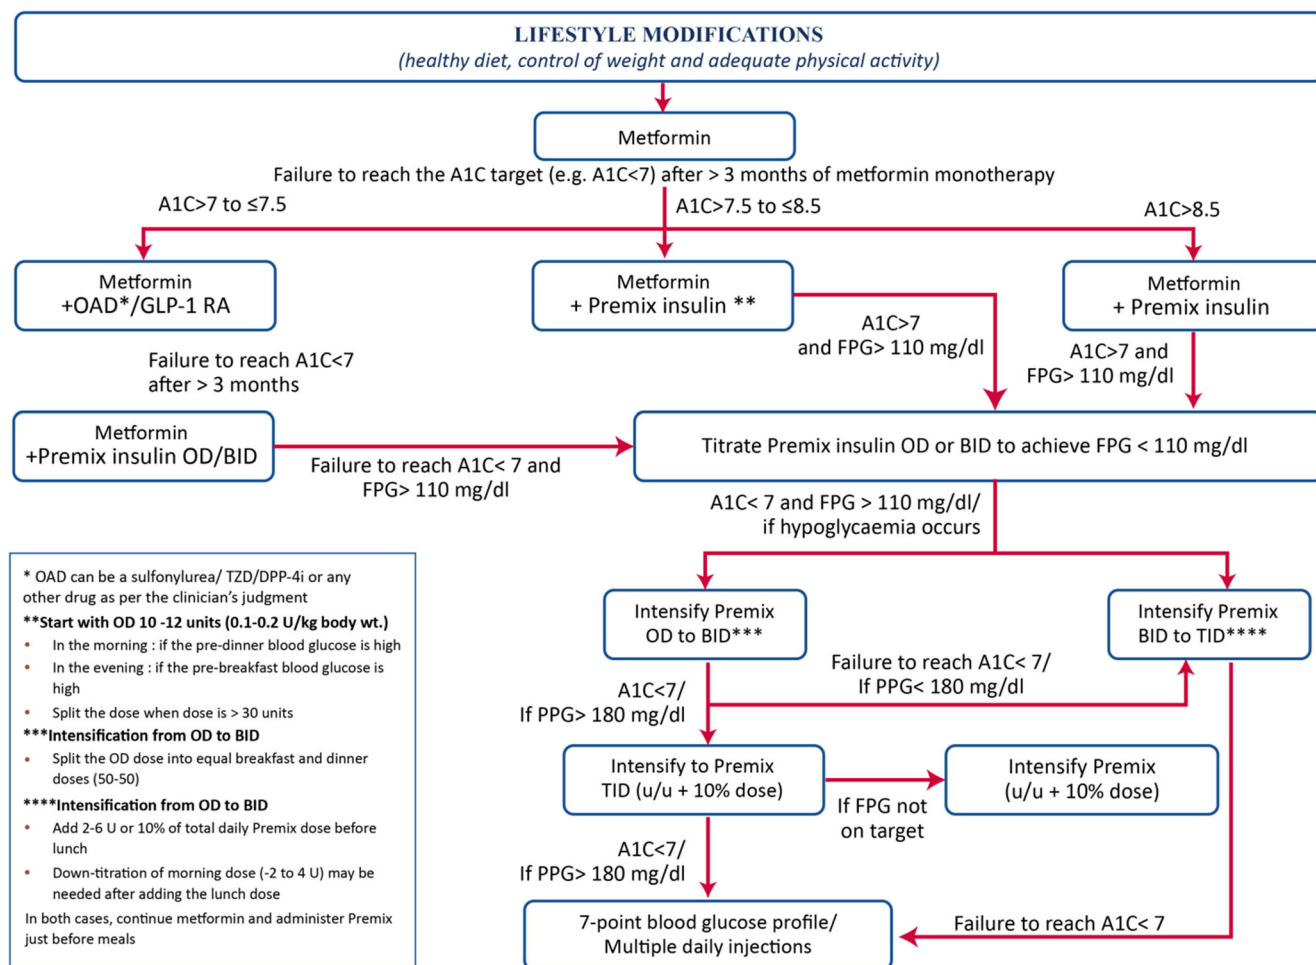 LIFESTYLE MODIFICATIONS
(healthy diet, control of weight and adequate physical activity)
Metformin
Failure to reach the A1C target (e.g. A1C<7) after > 3 months of metformin monotherapy
A1C>7 to ≤7.5
A1C>7.5 to ≤8.5
A1C>8.5
Metformin
+OAD*/GLP-1 RA
Metformin
+ Premix insulin **
Metformin
+ Premix insulin
A1C>7
and FPG> 110 mg/dl
A1C>7 and
FPG> 110 mg/dl
Failure to reach A1C<7
after > 3 months
Metformin
+Premix insulin OD/BID
Failure to reach A1C< 7 and
FPG> 110 mg/dl
Titrate Premix insulin OD or BID to achieve FPG < 110 mg/dl
A1C< 7 and FPG > 110 mg/dl/
if hypoglycaemia occurs
Intensify Premix
OD to BID***
Intensify Premix
BID to TID****
Failure to reach A1C< 7/
If PPG< 180 mg/dl
A1C<7/
If PPG> 180 mg/dl
Intensify to Premix
TID (u/u + 10% dose)
If FPG not
on target
Intensify Premix
(u/u + 10% dose)
A1C<7/
If PPG> 180 mg/dl
7-point blood glucose profile/
Multiple daily injections
Failure to reach A1C< 7
* OAD can be a sulfonylurea/ TZD/DPP-4i or any
other drug as per the clinician's judgment
**Start with OD 10 -12 units (0.1-0.2 U/kg body wt.)
• In the morning : if the pre-dinner blood glucose is high
• In the evening : if the pre-breakfast blood glucose is
high
• Split the dose when dose is > 30 units
***Intensification from OD to BID
• Split the OD dose into equal breakfast and dinner
doses (50-50)
****Intensification from OD to BID
• Add 2-6 U or 10% of total daily Premix dose before
lunch
• Down-titration of morning dose (-2 to 4 U) may be
needed after adding the lunch dose
In both cases, continue metformin and administer Premix
just before meals